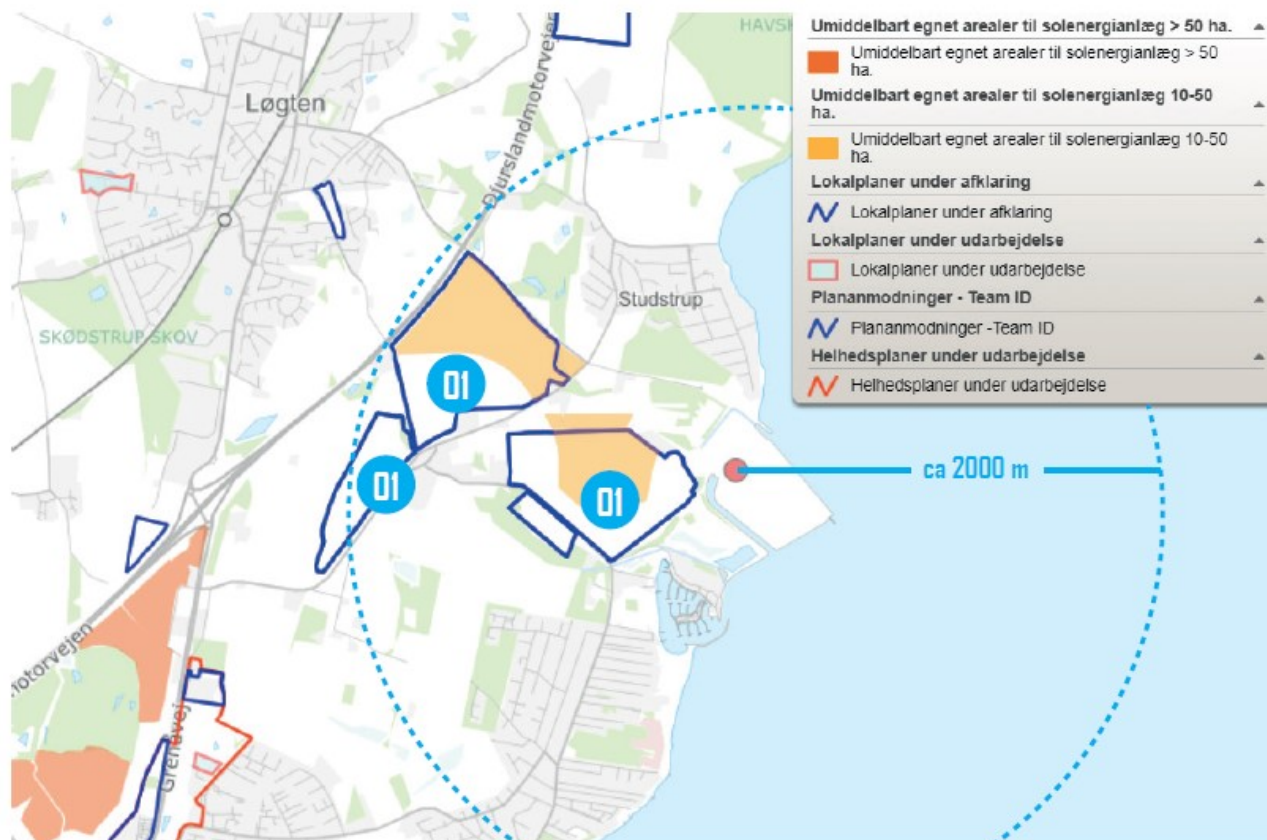 Løgten
HAVSK
Djurslandmotorvejen
Studstrup
SKØDSTRUP SKOV
01
01
01
ca 2000 m
motorvejen
Grenåvej
Umiddelbart egnet arealer til solenergianlæg > 50 ha.
Umiddelbart egnet arealer til solenergianlæg > 50
ha.
Umiddelbart egnet arealer til solenergianlæg 10-50
ha.
Umiddelbart egnet arealer til solenergianlæg 10-50
ha.
Lokalplaner under afklaring
Lokalplaner under afklaring
Lokalplaner under udarbejdelse
Lokalplaner under udarbejdelse
Plananmodninger - Team ID
Plananmodninger -Team ID
Helhedsplaner under udarbejdelse
Helhedsplaner under udarbejdelse